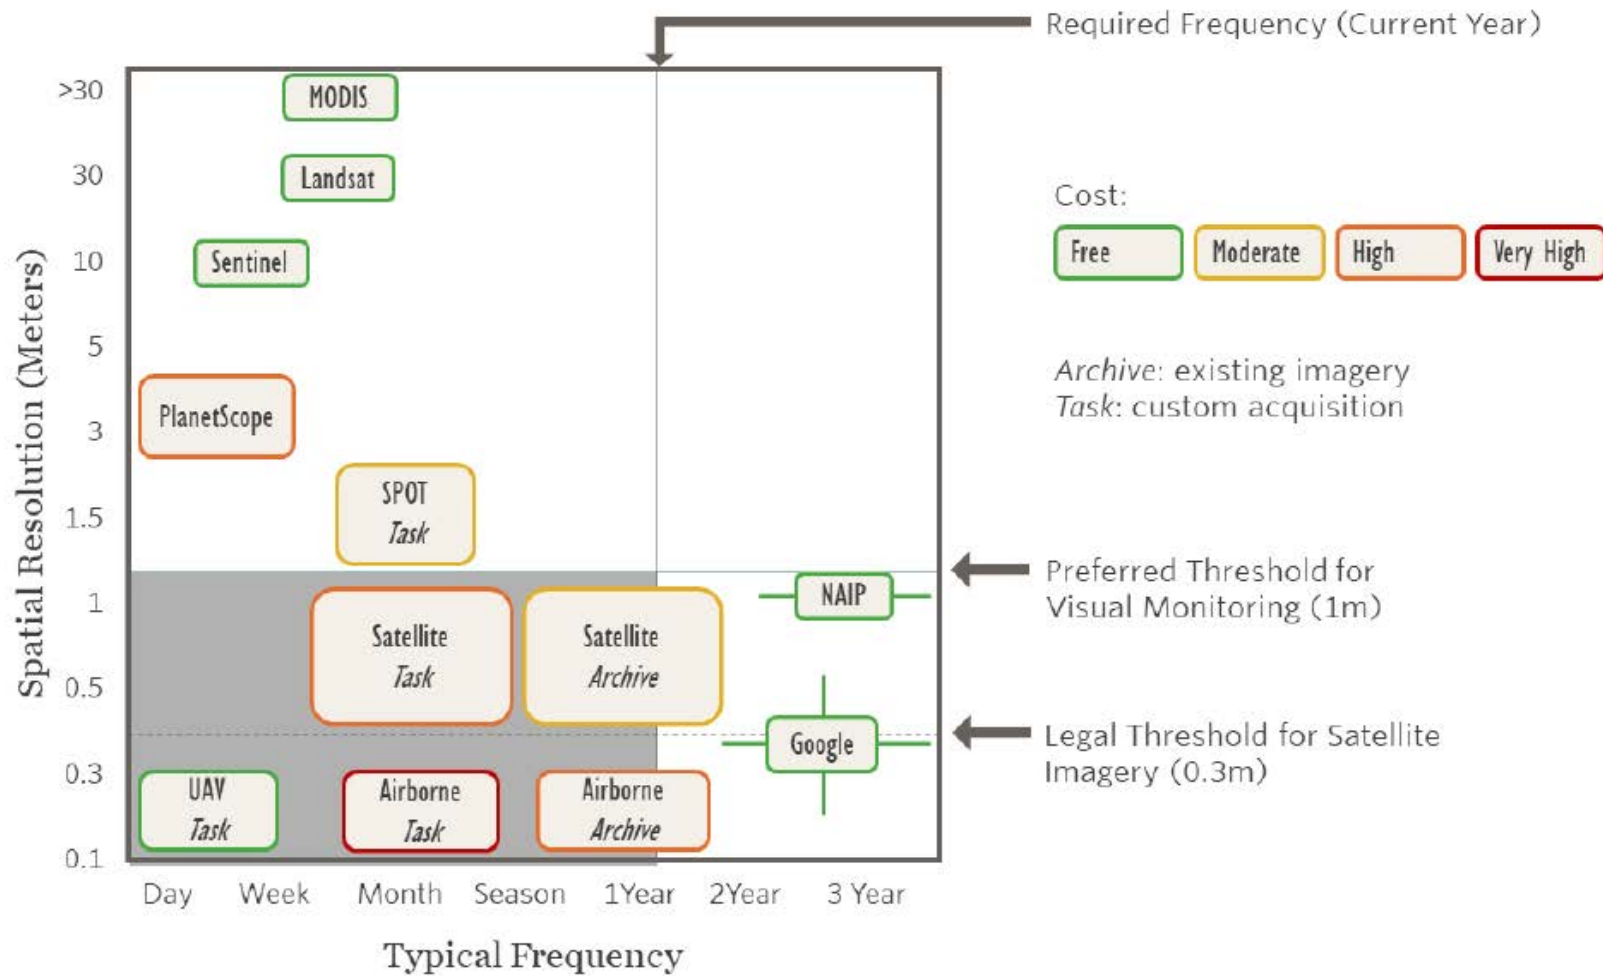 Required Frequency (Current Year)
>30
MODIS
30
Landsat
Cost:
Free
Moderate
High
Very High
10
Sentinel
5
Archive: existing imagery
Task: custom acquisition
PlanetScope
3
SPOT
Task
1.5
Preferred Threshold for
Visual Monitoring (1m)
1
NAIP
Satellite
Task
Satellite
Archive
0.5
Legal Threshold for Satellite
Imagery (0.3m)
Google
0.3
UAV
Task
Airborne
Task
Airborne
Archive
0.1
Spatial Resolution (Meters)
Day
Week
Month
Season
1Year
2Year
3 Year
Typical Frequency